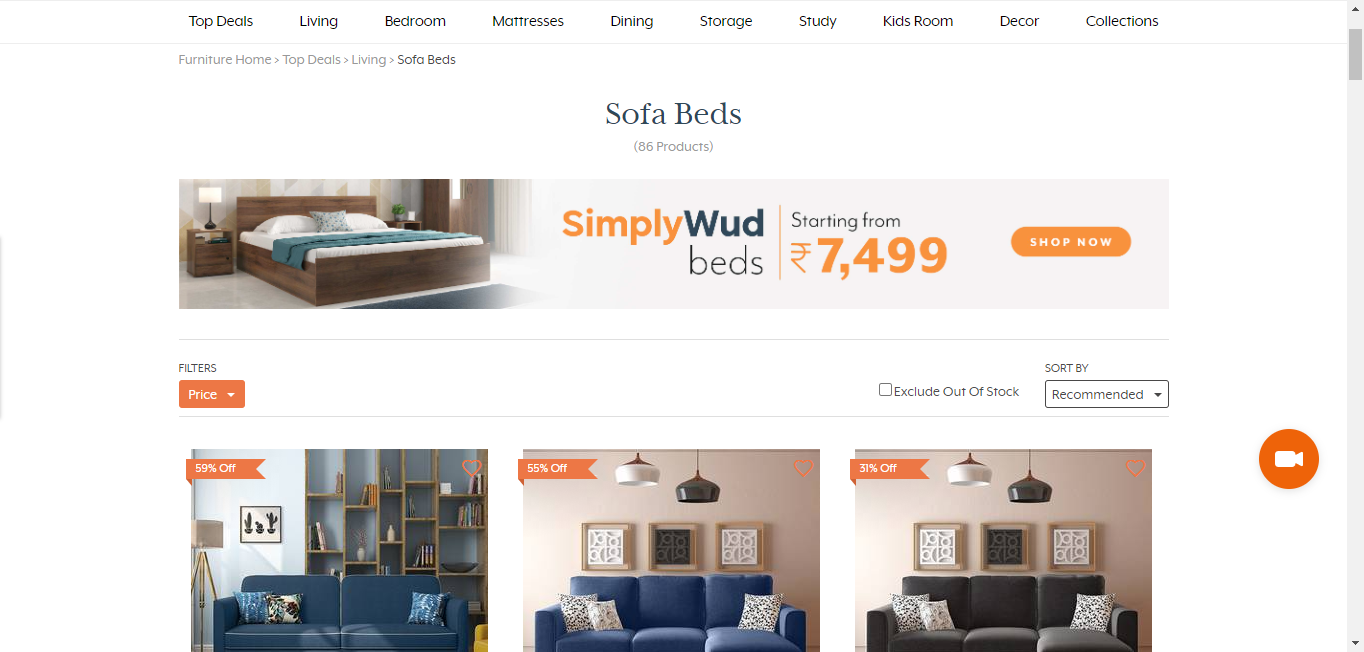 Top Deals Living Bedroom Mattresses Dining Storage Study Kids Room Decor Collections
Furniture Home > Top Deals > Living > Sofa Beds
Sofa Beds
(86 Products)
SimplyWud
beds
Starting from
₹7,499
SHOP NOW
FILTERS
Price
Exclude Out Of Stock
SORT BY
Recommended
59% Off
55% Off
31% Off